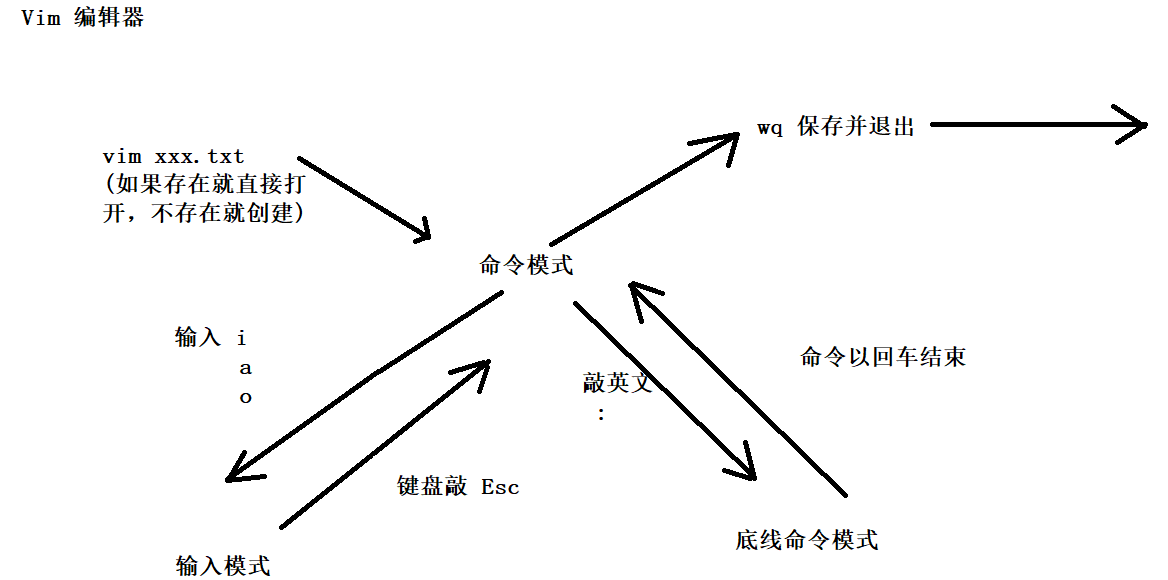 Vim 编辑器
wq 保存并退出
vim xxx.txt
(如果存在就直接打
开，不存在就创建)
命令模式
输入 i
a
o
命令以回车结束
敲英文
:
键盘敲 Esc
底线命令模式
输入模式